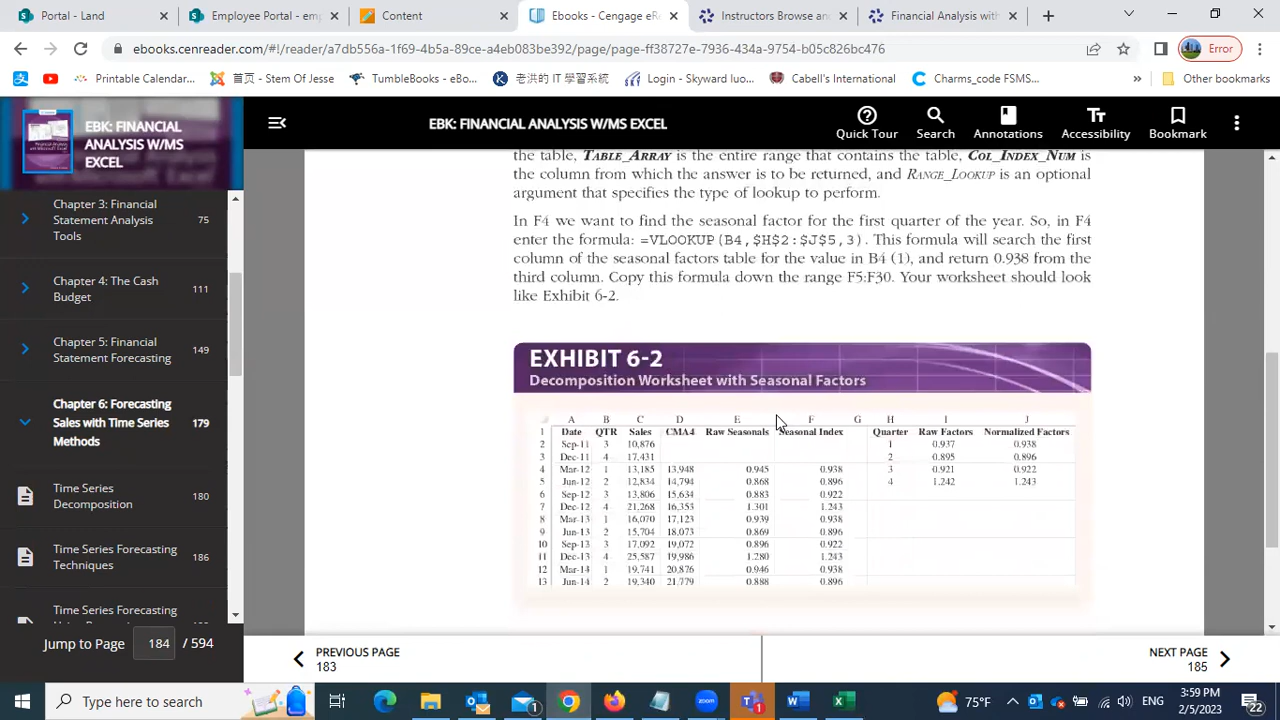 Portal - Land
Employee Portal - emp
Content
Ebooks - Cengage eRe
Instructors Browse an
Financial Analysis with
ebooks.cenreader.com/#!/reader/a7db556a-1f69-4b5a-89ce-a4eb083be392/page/page-ff38727e-7936-434a-9754-b05c826bc476
Error
Printable Calendar...
首页 - Stem Of Jesse
TumbleBooks - eBo...
老洪的 IT 學習系統
Login - Skyward luo...
Cabell's International
Charms_code FSMS...
»
Other bookmarks
EBK: FINANCIAL
ANALYSIS W/MS
EXCEL
EBK: FINANCIAL ANALYSIS W/MS EXCEL
Quick Tour
Search
Annotations
Accessibility
Bookmark
Chapter 3: Financial
Statement Analysis
Tools
75
Chapter 4: The Cash
Budget
111
Chapter 5: Financial
Statement Forecasting
149
Chapter 6: Forecasting
Sales with Time Series
Methods
179
Time Series
Decomposition
180
Time Series Forecasting
Techniques
186
Time Series Forecasting
Jump to Page 184 / 594
the table, TABLE_ARRAY is the entire range that contains the table, COL_INDEX_NUM is
the column from which the answer is to be returned, and RANGE_LOOKUP is an optional
argument that specifies the type of lookup to perform.
In F4 we want to find the seasonal factor for the first quarter of the year. So, in F4
enter the formula: =VLOOKUP(B4,$H$2:$J$5,3). This formula will search the first
column of the seasonal factors table for the value in B4 (1), and return 0.938 from the
third column. Copy this formula down the range F5:F30. Your worksheet should look
like Exhibit 6-2.
EXHIBIT 6-2
Decomposition Worksheet with Seasonal Factors
A B C D E F G H I J
1 Date QTR Sales CMA4 Raw Seasonals Seasonal Index Quarter Raw Factors Normalized Factors
2 Sep-11 3 10,876 1 0.937 0.938
3 Dec-11 4 17,431 2 0.895 0.896
4 Mar-12 1 13,185 13,948 0.945 0.938 3 0.921 0.922
5 Jun-12 2 12,834 14,794 0.868 0.896 4 1.242 1.243
6 Sep-12 3 13,806 15,634 0.883 0.922
7 Dec-12 4 21,268 16,353 1.301 1.243
8 Mar-13 1 16,070 17,123 0.939 0.938
9 Jun-13 2 15,704 18,073 0.869 0.896
10 Sep-13 3 17,092 19,072 0.896 0.922
11 Dec-13 4 25,587 19,986 1.280 1.243
12 Mar-14 1 19,741 20,876 0.946 0.938
13 Jun-14 2 19,340 21,779 0.888 0.896
PREVIOUS PAGE
183
NEXT PAGE
185
Type here to search
75°F
ENG
3:59 PM
2/5/2023
22